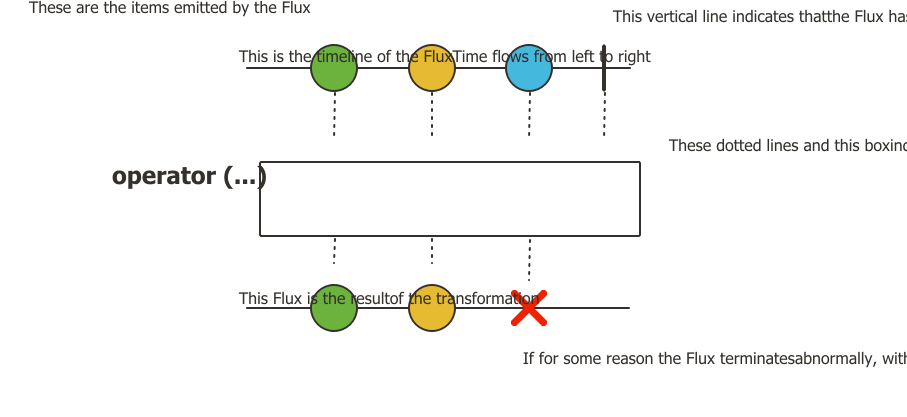 These are the items emitted by the Flux
This vertical line indicates thatthe Flux has
This is the timeline of the FluxTime flows from left to right
These dotted lines and this boxind
operator (...)
This Flux is the resultof the transformation
If for some reason the Flux terminatesabnormally, with